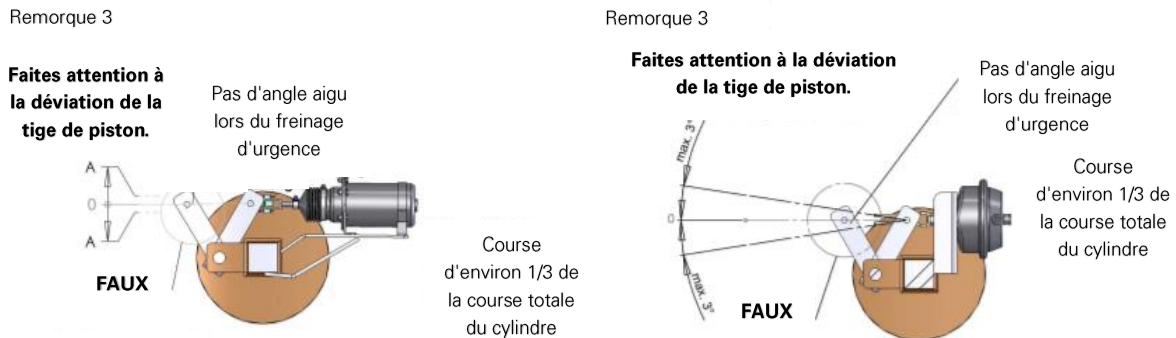 Remorque 3
Faites attention à
la déviation de la
tige de piston.
Pas d'angle aigu
lors du freinage
d'urgence
A
0
A
FAUX
Course
d'environ 1/3 de
la course totale
du cylindre
Remorque 3
Faites attention à la déviation
de la tige de piston.
Pas d'angle aigu
lors du freinage
d'urgence
max. 3°
0
max. 3°
FAUX
Course
d'environ 1/3 de
la course totale
du cylindre